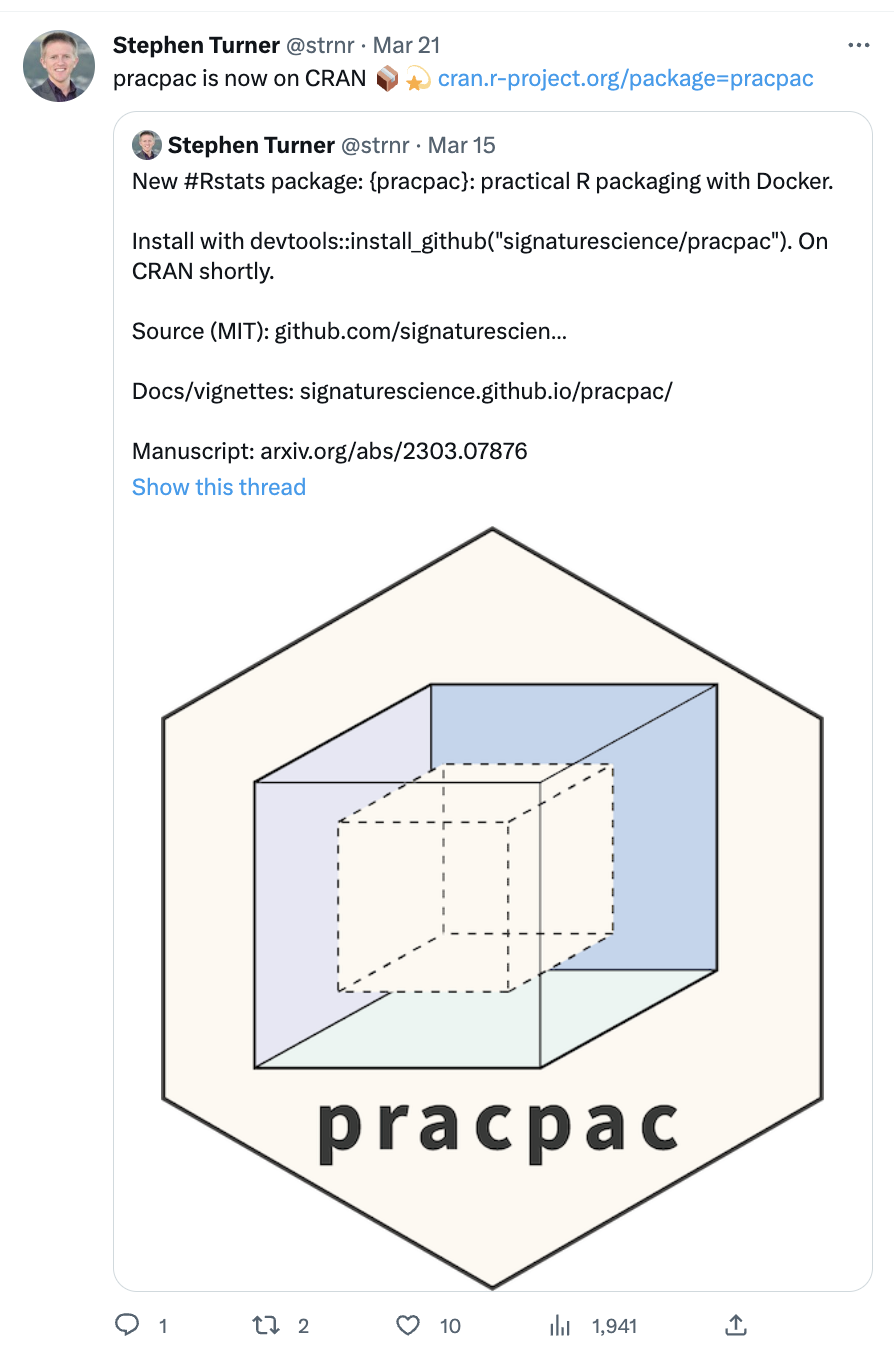 Stephen Turner @strnr · Mar 21
pracpac is now on CRAN 📦 💫 cran.r-project.org/package=pracpac
Stephen Turner @strnr · Mar 15
New #Rstats package: {pracpac}: practical R packaging with Docker.
Install with devtools::install_github("signaturescience/pracpac"). On
CRAN shortly.
Source (MIT): github.com/signaturescien...
Docs/vignettes: signaturescience.github.io/pracpac/
Manuscript: arxiv.org/abs/2303.07876
Show this thread
pracpac
1 2 10 1,941